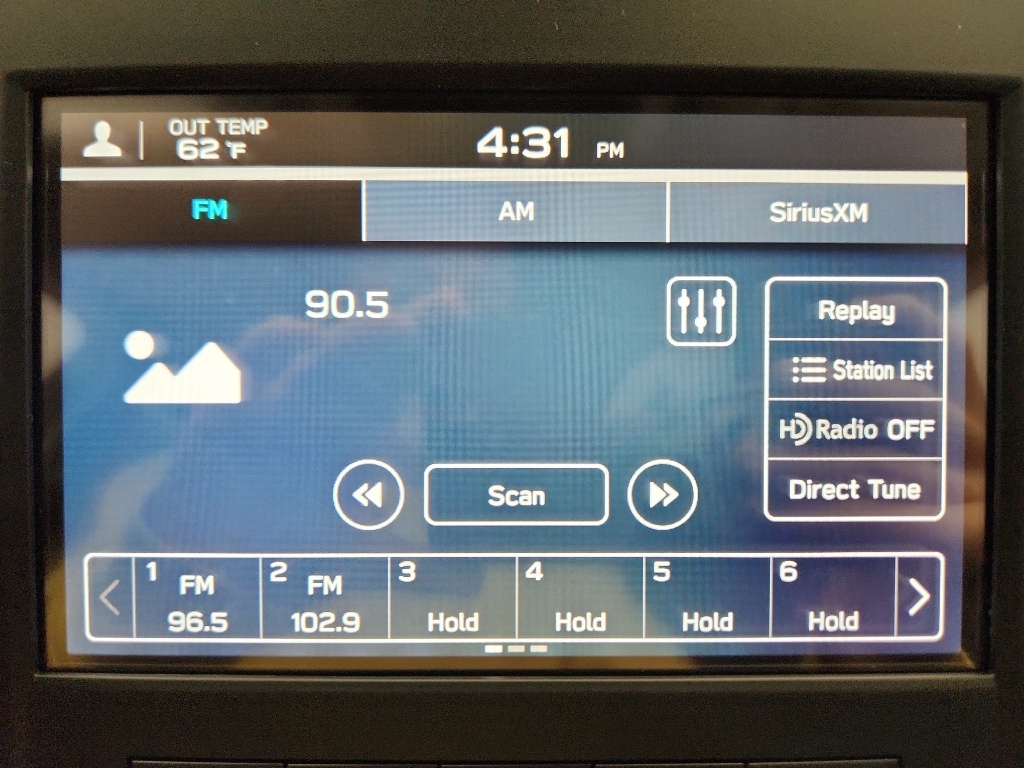 OUT TEMP
62°F
4:31 PM
FM
AM
SiriusXM
90.5
Replay
Station List
HD Radio OFF
Direct Tune
Scan
1
FM
96.5
2
FM
102.9
3
Hold
4
Hold
5
Hold
6
Hold